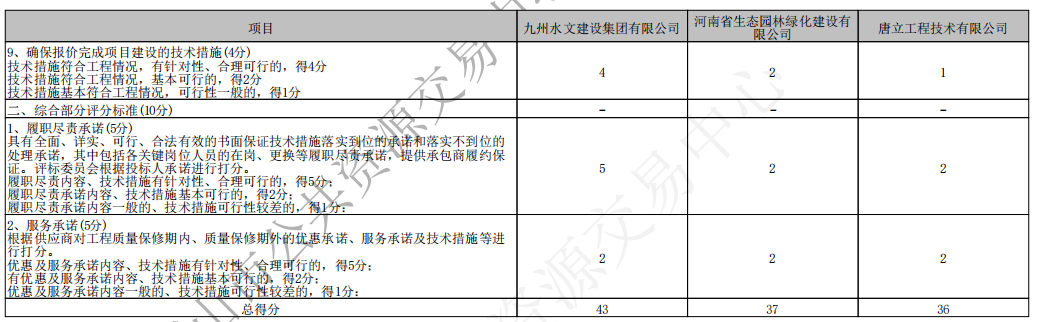 项目 九州水文建设集团有限公司 河南省生态园林绿化建设有限公司 唐立工程技术有限公司
9、确保报价完成项目建设的技术措施(4分)
技术措施符合工程情况，有针对性、合理可行的，得4分
技术措施符合工程情况，基本可行的，得2分
技术措施基本符合工程情况，可行性一般的，得1分
4 2 1
二、综合部分评分标准(10分) - - -
1、履职尽责承诺(5分)
具有全面、详实、可行、合法有效的书面保证技术措施落实到位的承诺和落实不到位的
处理承诺，其中包括各关键岗位人员的在岗、更换等履职尽责承诺，提供承包商履约保
证。评标委员会根据投标人承诺进行打分。
履职尽责内容、技术措施有针对性、合理可行的，得5分；
履职尽责承诺内容、技术措施基本可行的，得2分；
履职尽责承诺内容一般的、技术措施可行性较差的，得1分；
5 2 2
2、服务承诺(5分)
根据供应商对工程质量保修期内、质量保修期外的优惠承诺、服务承诺及技术措施等进
行打分。
优惠及服务承诺内容、技术措施有针对性、合理可行的，得5分；
有优惠及服务承诺内容、技术措施基本可行的，得2分；
优惠及服务承诺内容一般的、技术措施可行性较差的，得1分；
2 2 2
总得分 43 37 36
山市公共资源交易
资源交易中心